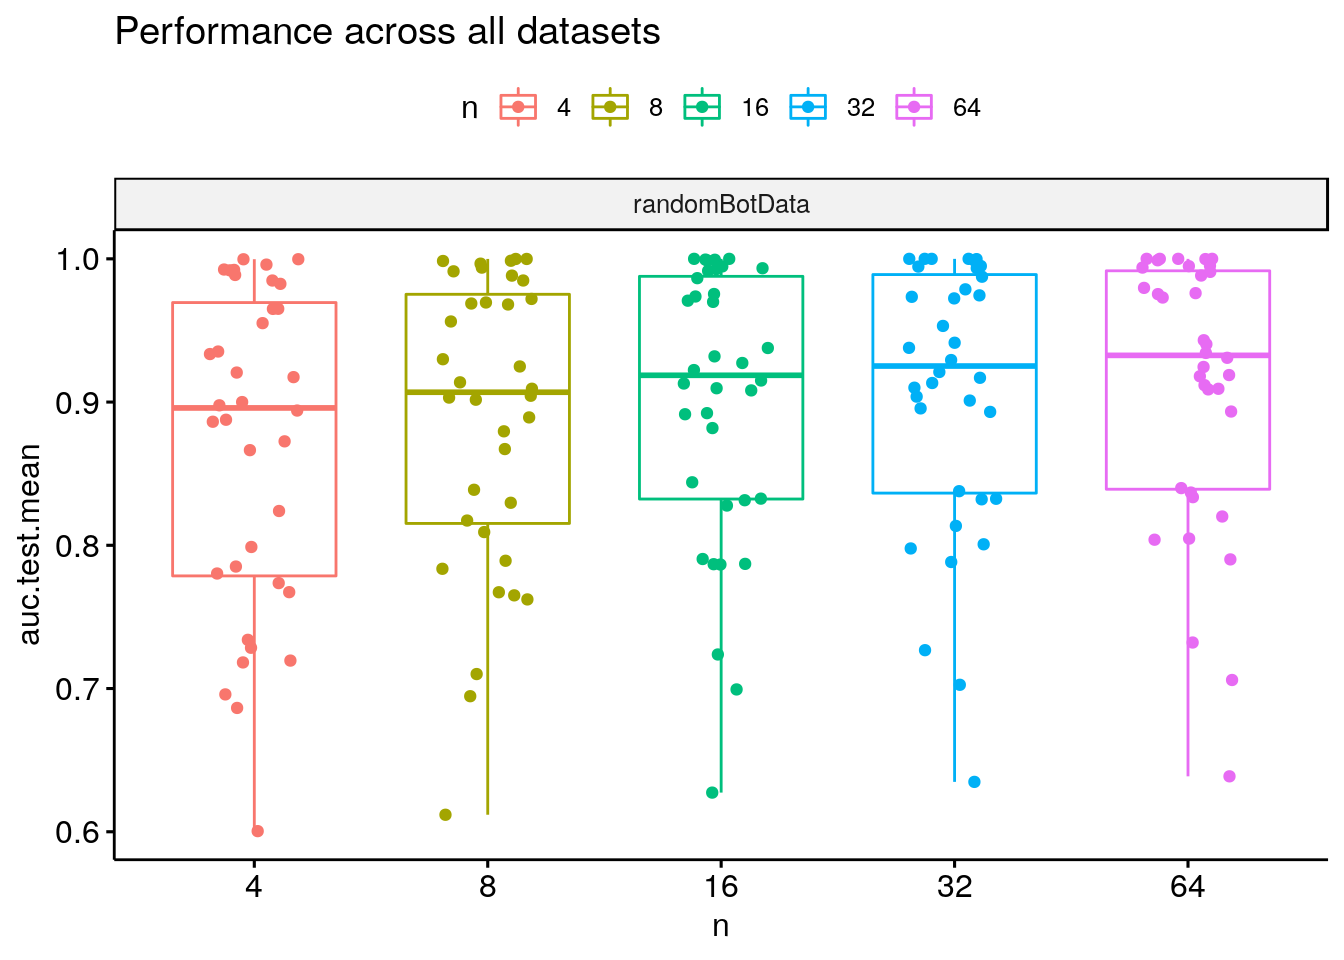 Performance across all datasets
n 4 8 16 32 64
randomBotData
1.0
0.9
0.8
0.7
0.6
auc.test.mean
4 8 16 32 64
n